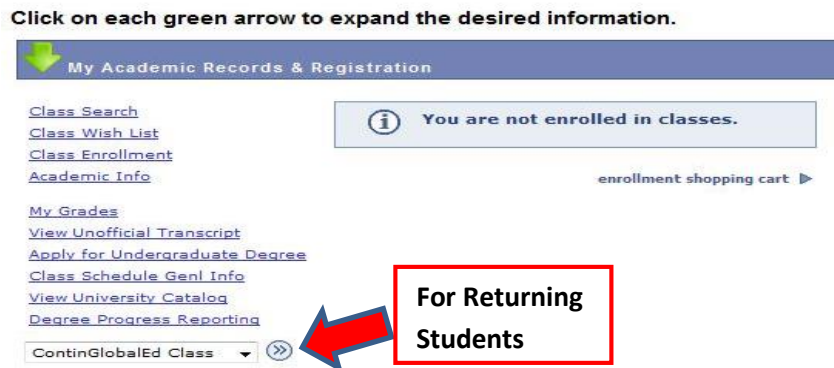 Click on each green arrow to expand the desired information.
My Academic Records & Registration
Class Search
Class Wish List
Class Enrollment
Academic Info
You are not enrolled in classes.
enrollment shopping cart
My Grades
View Unofficial Transcript
Apply for Undergraduate Degree
Class Schedule Genl Info
View University Catalog
Degree Progress Reporting
ContinGlobalEd Class
For Returning
Students